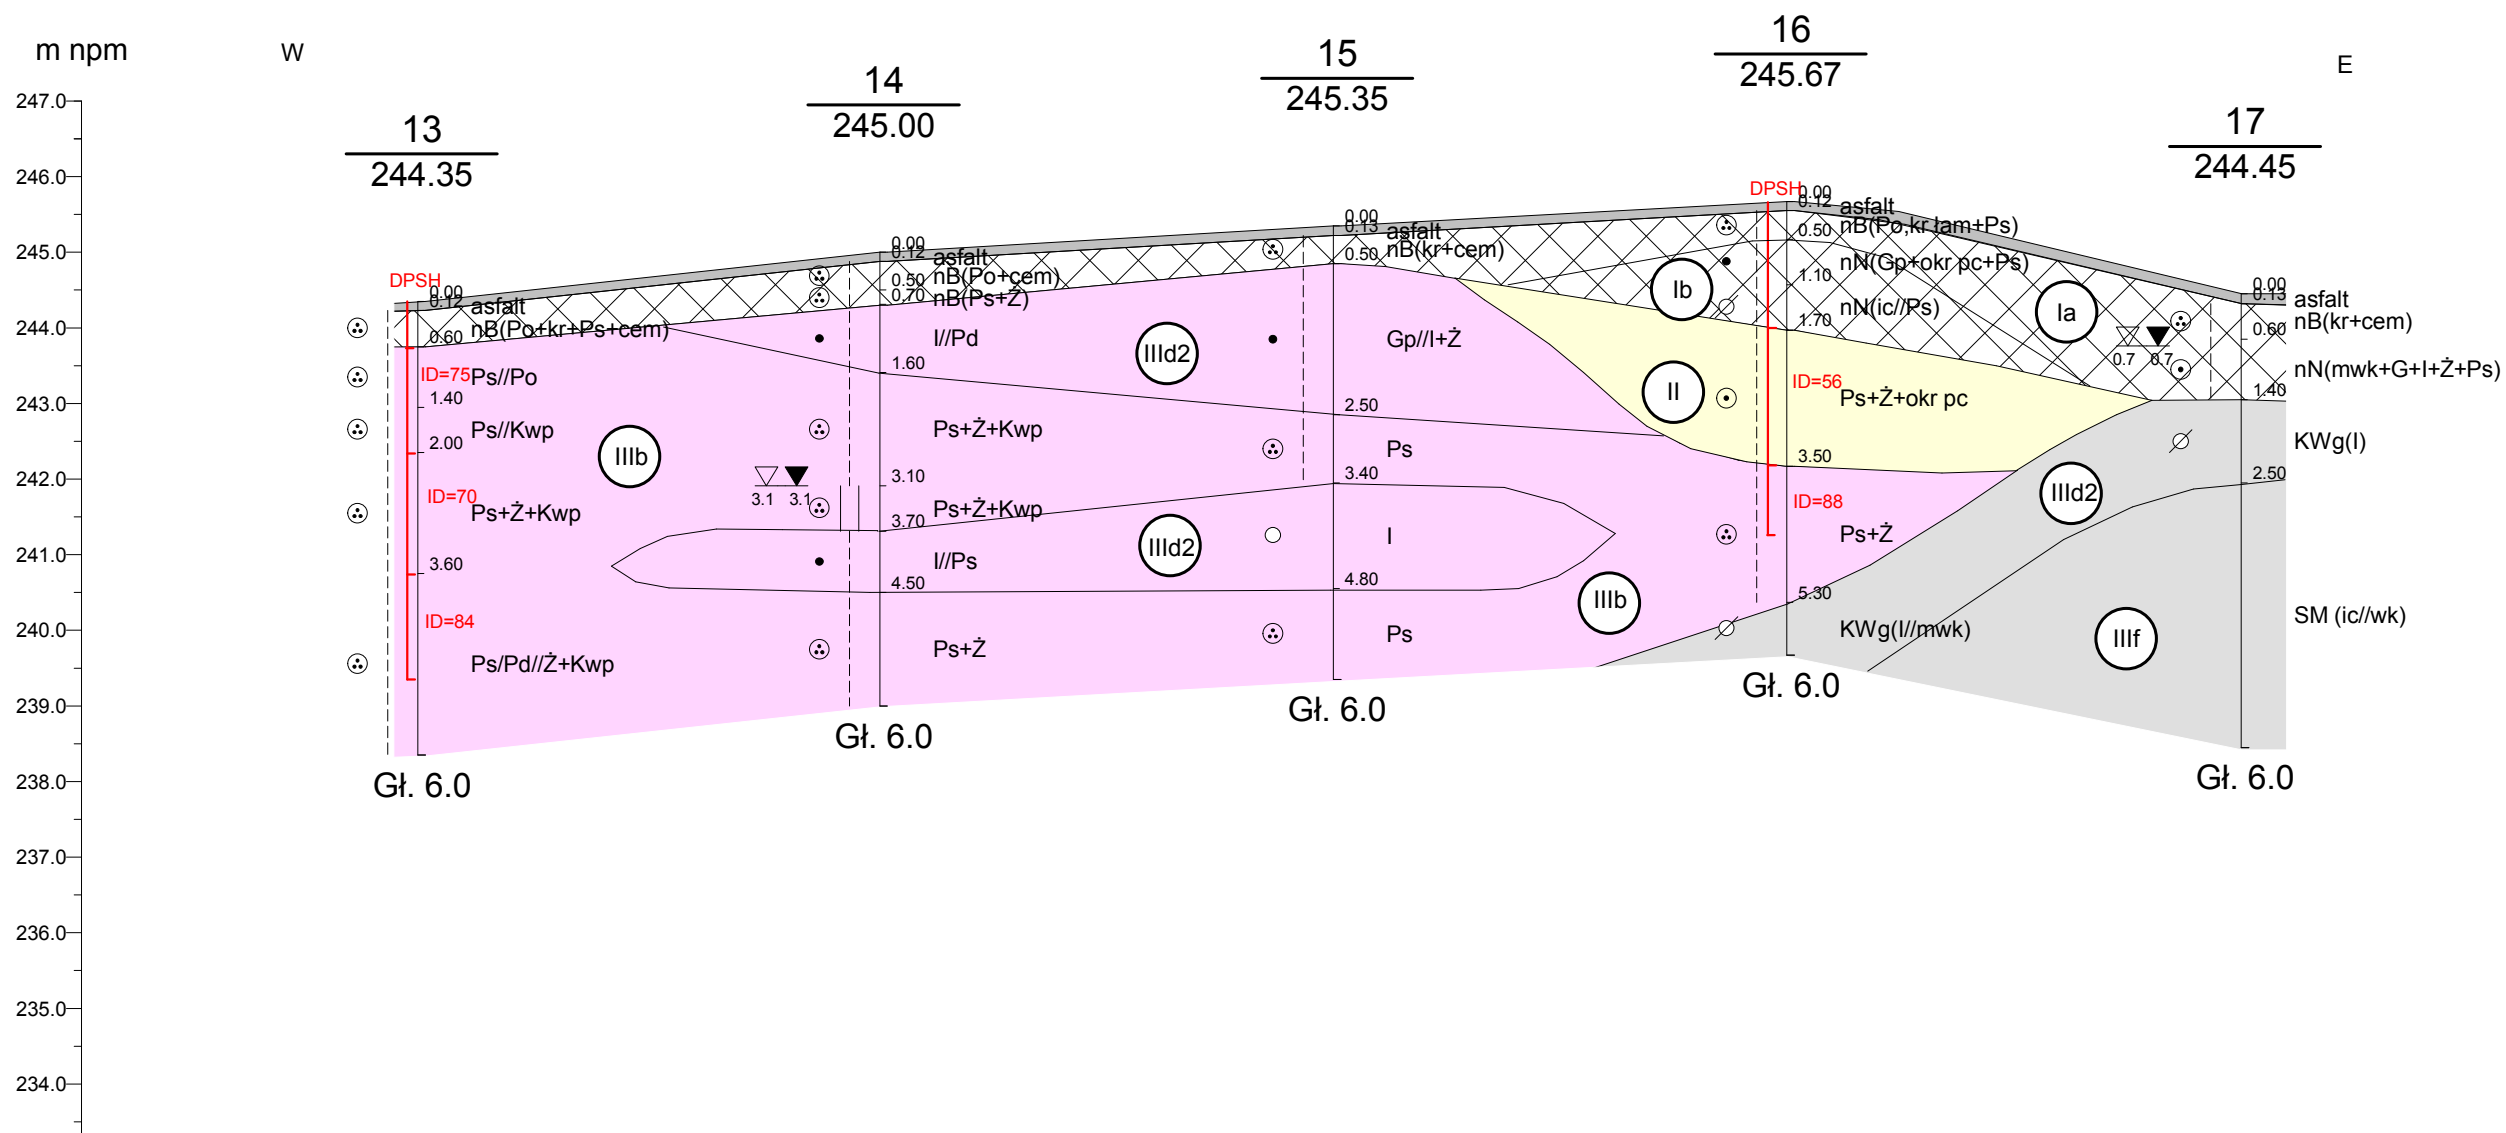 m npm
W
E
247.0
246.0
245.0
244.0
243.0
242.0
241.0
240.0
239.0
238.0
237.0
236.0
235.0
234.0
13
244.35
DPSH
0.00
0.12
asfalt
nB(Po+kr+Ps+cem)
0.60
ID=75
Ps//Po
1.40
Ps//Kwp
2.00
ID=70
Ps+Ż+Kwp
3.60
ID=84
Ps/Pd//Ż+Kwp
Gł. 6.0
IIIb
14
245.00
0.00
0.12
asfalt
nB(Po+cem)
0.50
0.70
nB(Ps+Ż)
I//Pd
1.60
Ps+Ż+Kwp
3.10
3.1
3.1
Ps+Ż+Kwp
3.70
I//Ps
4.50
Ps+Ż
Gł. 6.0
IIId2
IIId2
15
245.35
0.00
0.13
asfalt
nB(kr+cem)
0.50
Gp//I+Ż
2.50
Ps
3.40
I
4.80
Ps
Gł. 6.0
IIIb
Ib
II
16
245.67
DPSH
0.00
0.12
asfalt
nB(Po,kr łam+Ps)
0.50
nN(Gp+okr pc+Ps)
1.10
nN(ic//Ps)
1.70
ID=56
Ps+Ż+okr pc
3.50
ID=88
Ps+Ż
5.30
KWg(I//mwk)
Gł. 6.0
Ia
IIId2
IIIf
17
244.45
0.00
0.13
asfalt
nB(kr+cem)
0.60
0.7
0.7
nN(mwk+G+I+Ż+Ps)
1.40
KWg(I)
2.50
SM (ic//wk)
Gł. 6.0